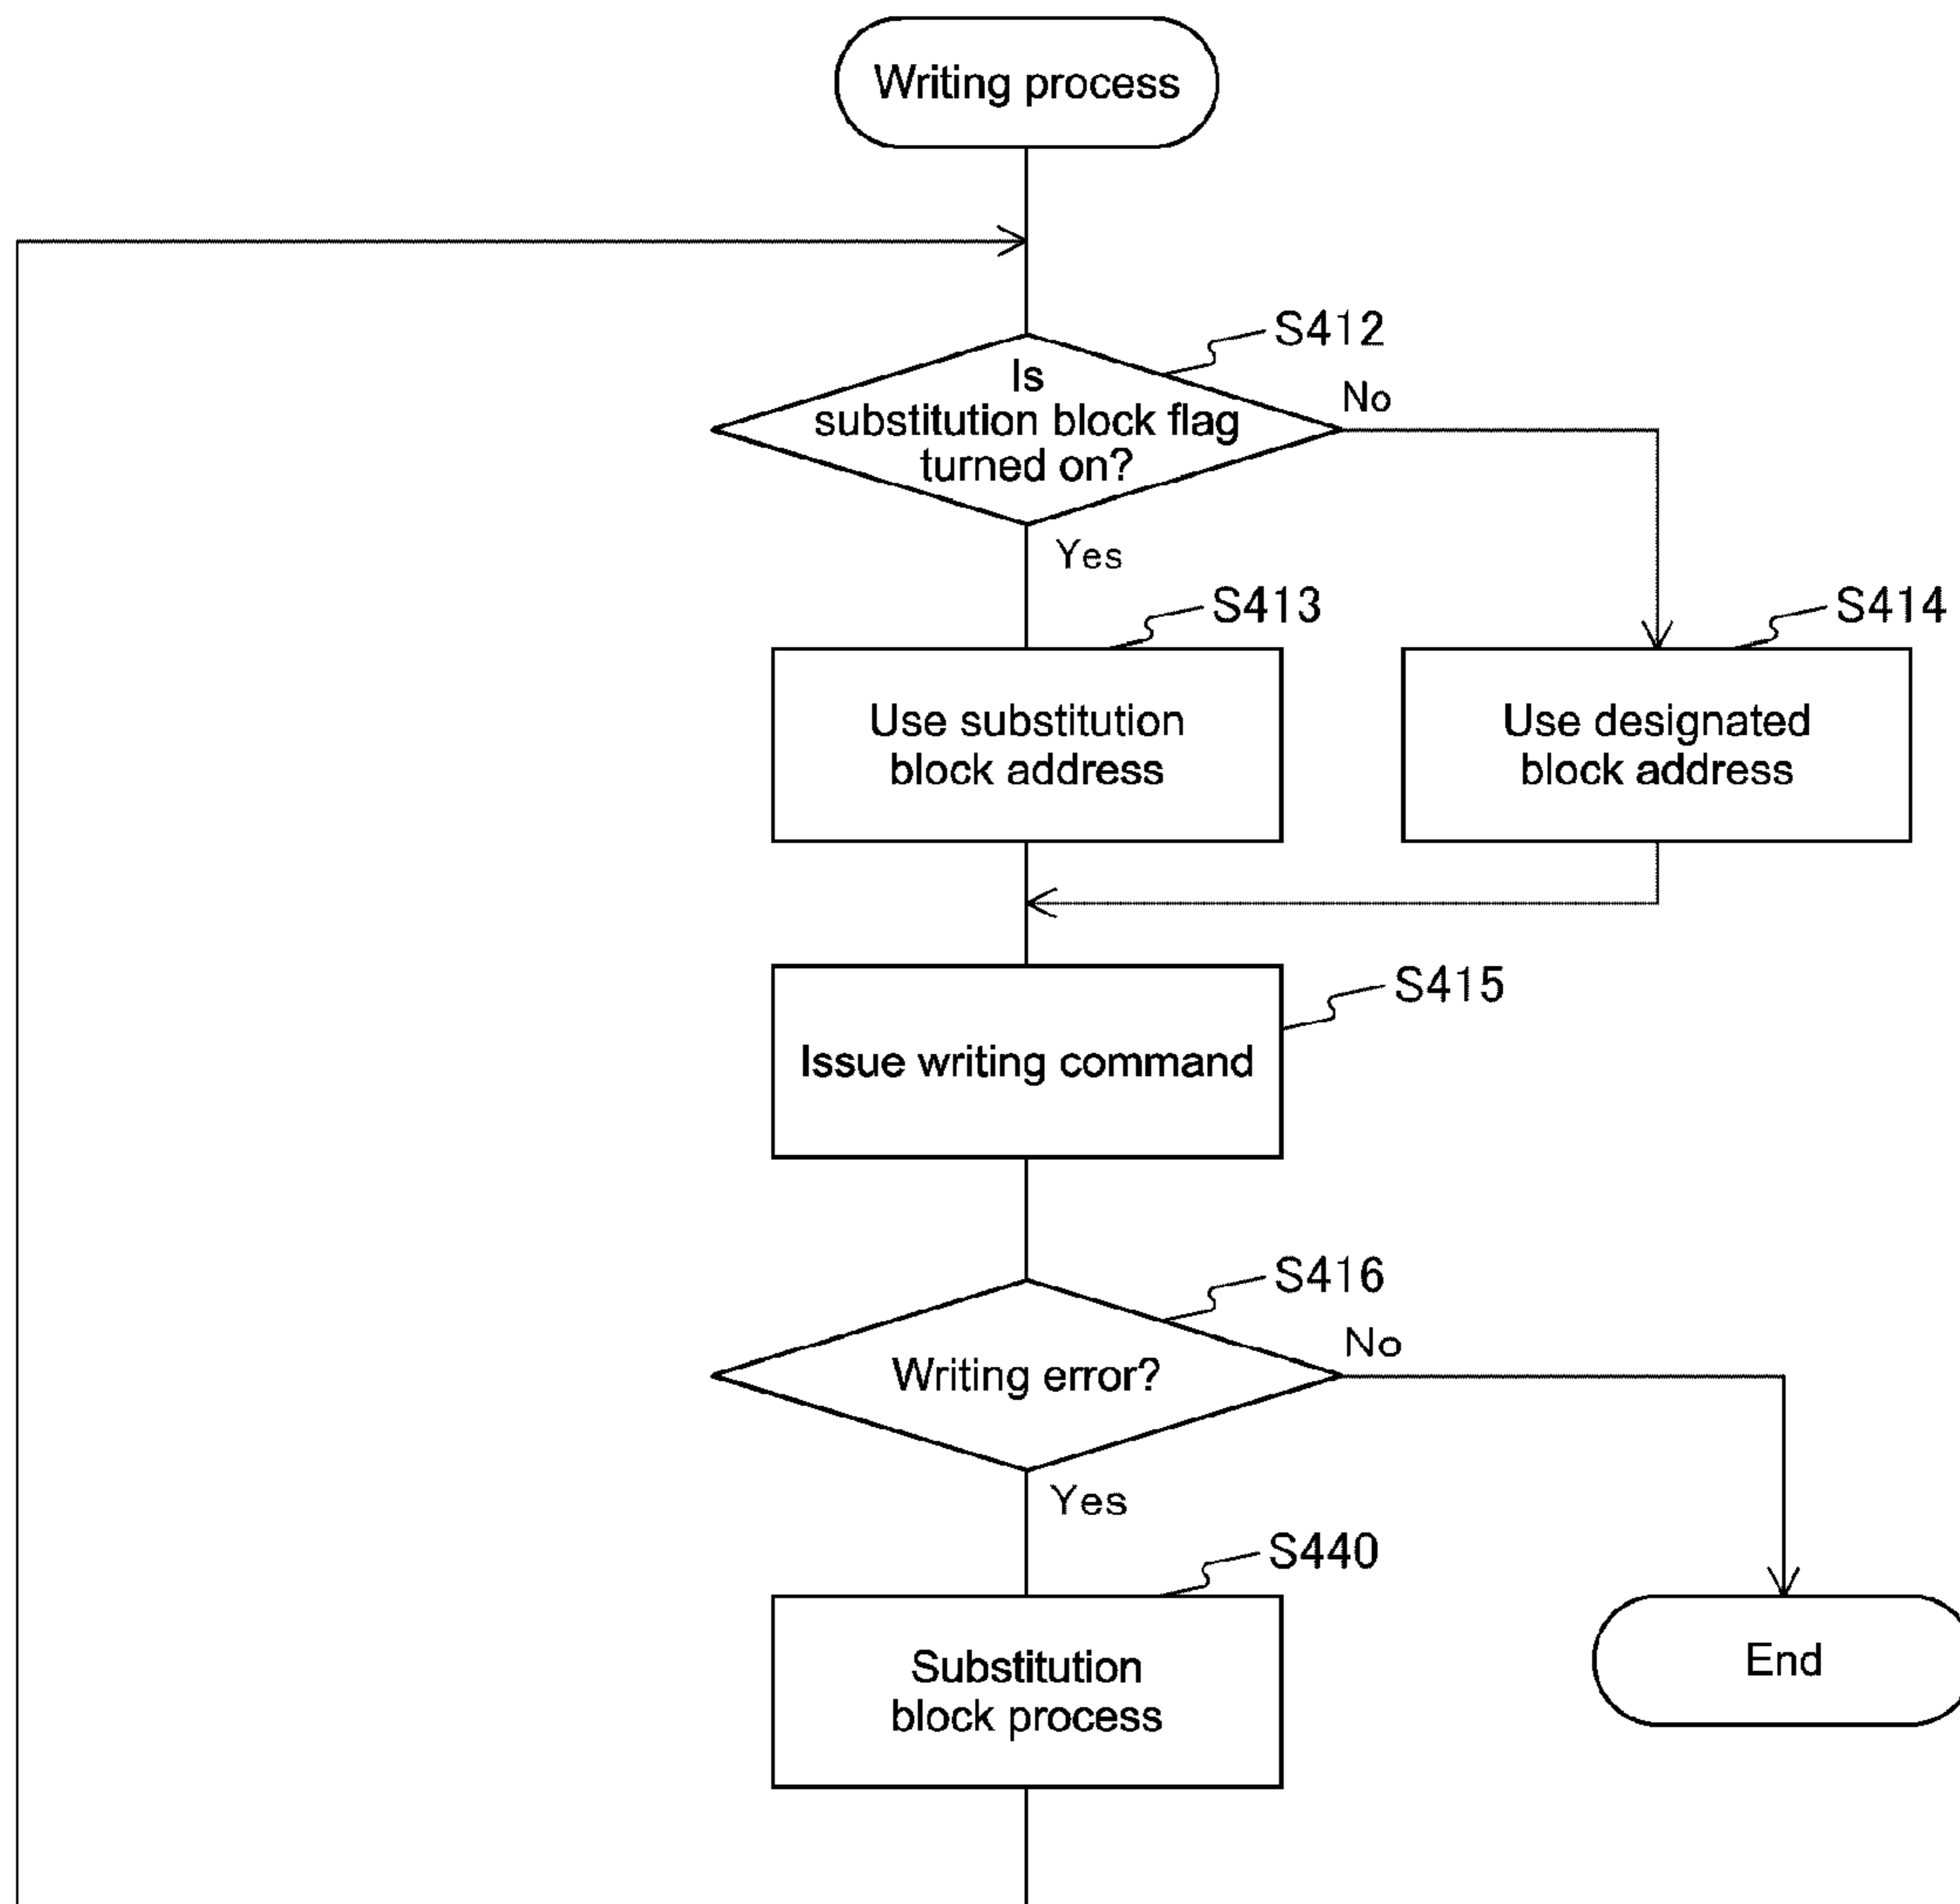 Writing process
S412
Is
substitution block flag
turned on?
No
Yes
S413
S414
Use substitution
block address
Use designated
block address
S415
Issue writing command
S416
Writing error?
No
Yes
S440
Substitution
block process
End